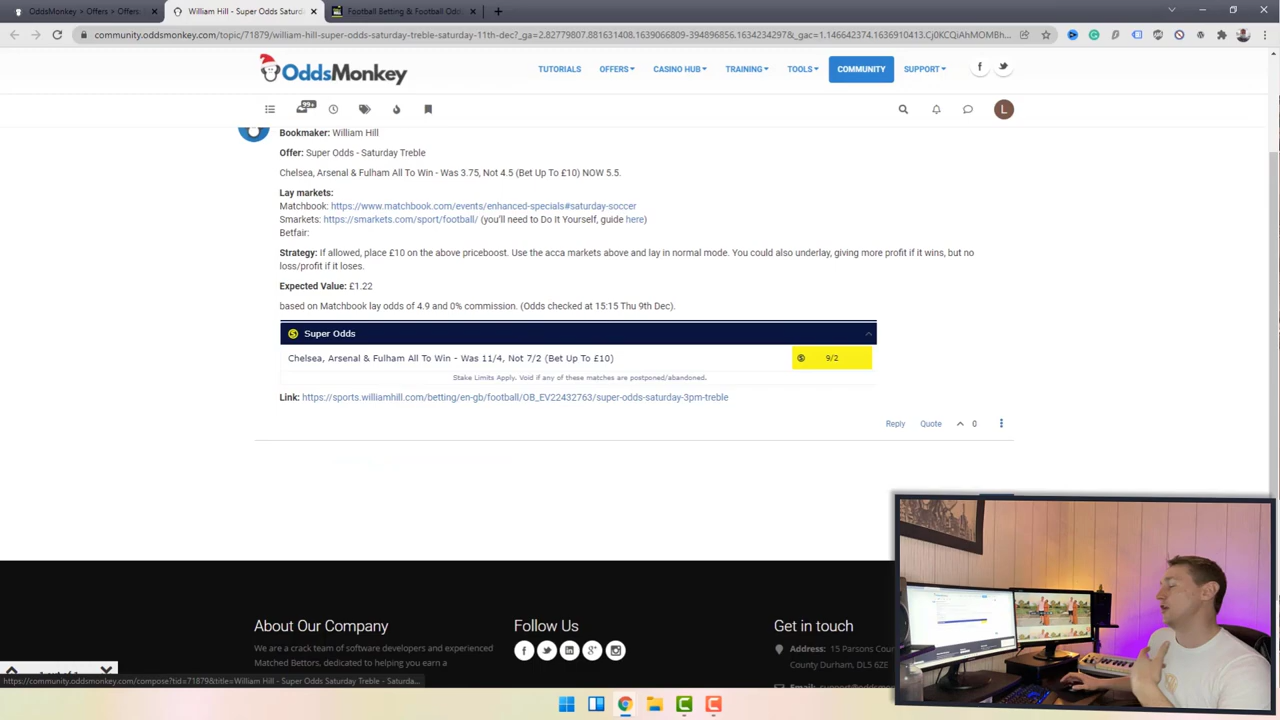 OddsMonkey > Offers > Offers
William Hill - Super Odds Saturd
Football Betting & Football Odd
community.oddsmonkey.com/topic/71879/william-hill-super-odds-saturday-treble-saturday-11th-dec?_ga=2.82779807.881631408.1639066809-394896856.1634234297&_gac=1.146642374.1636910413.Cj0KCQiAhMOMBh...
OddsMonkey
TUTORIALS
OFFERS
CASINO HUB
TRAINING
TOOLS
COMMUNITY
SUPPORT
99+
L
Bookmaker: William Hill
Offer: Super Odds - Saturday Treble
Chelsea, Arsenal & Fulham All To Win - Was 3.75, Not 4.5 (Bet Up To £10) NOW 5.5.
Lay markets:
Matchbook: https://www.matchbook.com/events/enhanced-specials#saturday-soccer
Smarkets: https://smarkets.com/sport/football/ (you'll need to Do it Yourself, guide here)
Betfair:
Strategy: If allowed, place £10 on the above priceboost. Use the acca markets above and lay in normal mode. You could also underlay, giving more profit if it wins, but no
loss/profit if it loses.
Expected Value: £1.22
based on Matchbook lay odds of 4.9 and 0% commission. (Odds checked at 15:15 Thu 9th Dec).
Super Odds
Chelsea, Arsenal & Fulham All To Win - Was 11/4, Not 7/2 (Bet Up To £10)
9/2
Stake Limits Apply. Void if any of these matches are postponed/abandoned.
Link: https://sports.williamhill.com/betting/en-gb/football/OB_EV22432763/super-odds-saturday-3pm-treble
Reply
Quote
0
About Our Company
We are a crack team of software developers and experienced
Matched Bettors, dedicated to helping you earn a
Follow Us
Get in touch
Address: 15 Parsons Cour
County Durham, DL5 6ZE
https://community.oddsmonkey.com/compose?tid=71879&title=William Hill - Super Odds Saturday Treble - Saturda...